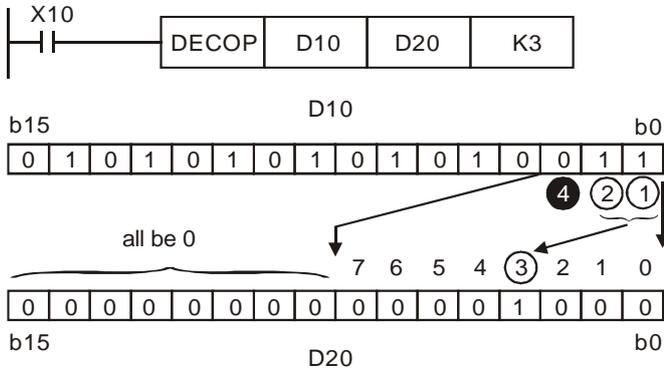 X10
DECOP D10 D20 K3
D10
b15 b0
0 1 0 1 0 1 0 1 0 1 0 1 0 0 1 1
4 2 1
all be 0
7 6 5 4 3 2 1 0
0 0 0 0 0 0 0 0 0 0 0 0 1 0 0 0
b15 b0
D20